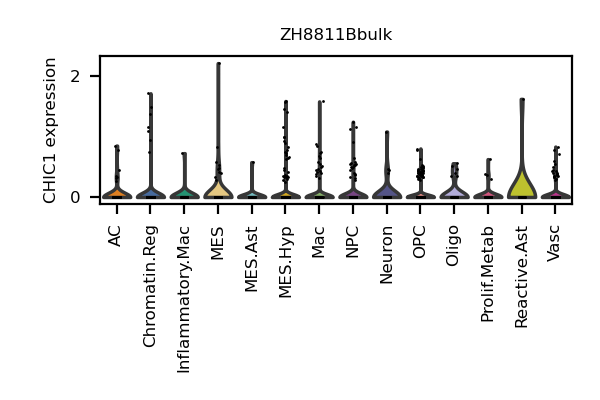 ZH8811Bbulk
CHIC1 expression
2
0
AC
Chromatin.Reg
Inflammatory.Mac
MES
MES.Ast
MES.Hyp
Mac
NPC
Neuron
OPC
Oligo
Prolif.Metab
Reactive.Ast
Vasc